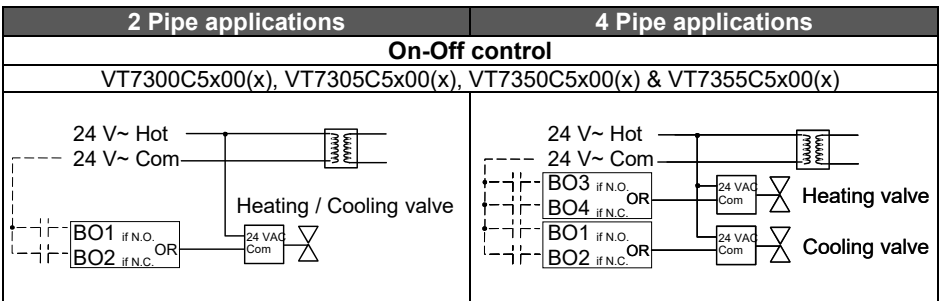 2 Pipe applications
4 Pipe applications
On-Off control
VT7300C5x00(x), VT7305C5x00(x), VT7350C5x00(x) & VT7355C5x00(x)
24 V~ Hot
24 V~ Com
Heating / Cooling valve
BO1 if N.O.
OR
BO2 if N.C.
24 VAC
Com
24 V~ Hot
24 V~ Com
BO3 if N.O.
OR
BO4 if N.C.
24 VAC
Com
Heating valve
BO1 if N.O.
OR
BO2 if N.C.
24 VAC
Com
Cooling valve